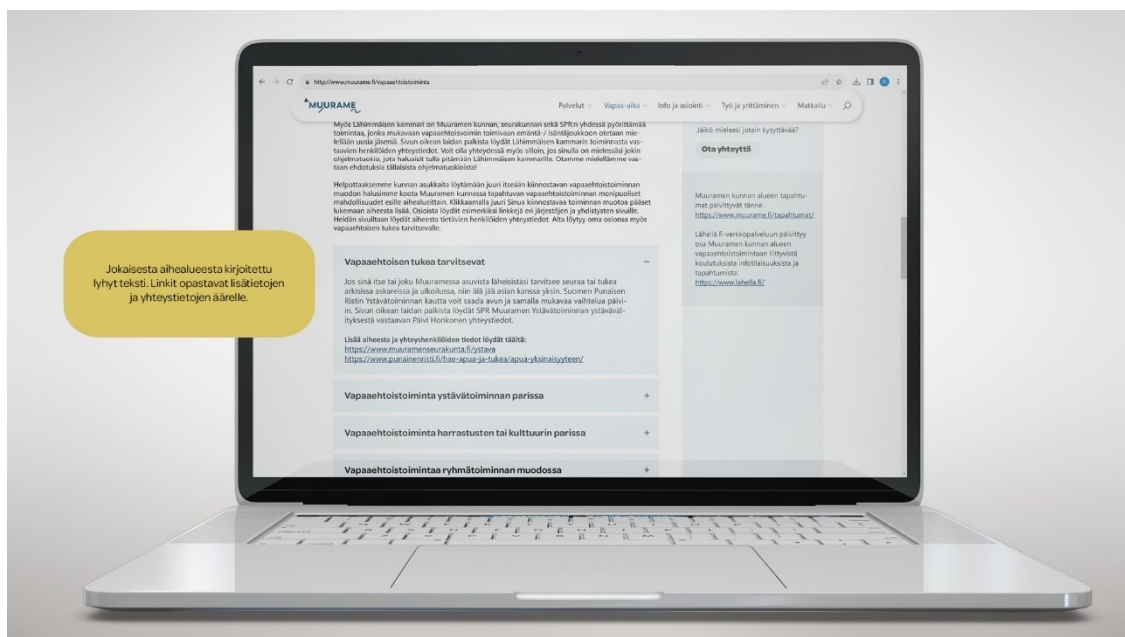 http://www.muurame.fi/vapaaehtoistoiminta
MUURAME
Palvelut
Vapaa-aika
Info ja asiointi
Työ ja yrittäminen
Matkailu
Myös Lähimmäisen kammari on Muuramen kunnan, seurakunnan sekä SPR:n yhdessä pyörittämää
toimintaa, jonka mukavaan vapaaehtoisvoimin toimivaan emäntä-/ isäntäjoukkoon otetaan mie-
lellään uusia jäseniä. Sivun oikean laidan palkista löydät Lähimmäisen kammarin toiminnasta vas-
taavien henkilöiden yhteystiedot. Voit olla yhteydessä myös silloin, jos sinulla on mielessäsi jokin
ohjelmatuokio, jota haluaisit tulla pitämään Lähimmäisen kammarille. Otamme mielellämme vas-
taan ehdotuksia tällaisista ohjelmatuokioista!
Helpottaaksemme kunnan asukkaita löytämään juuri itseään kiinnostavan vapaaehtoistoiminnan
muodon halusimme koota Muuramen kunnassa tapahtuvan vapaaehtoistoiminnan monipuoliset
mahdollisuudet esille aihealueittain. Klikkaamalla juuri Sinua kiinnostavaa toiminnan muotoa pääset
lukemaan aiheesta lisää. Osioista löydät esimerkiksi linkkejä eri järjestöjen ja yhdistysten sivuille.
Heidän sivuiltaan löydät aiheesta tietävien henkilöiden yhteystiedot. Alta löytyy oma osionsa myös
vapaaehtoisen tukea tarvitsevalle.
Vapaaehtoisen tukea tarvitsevat –
Jos sinä itse tai joku Muuramessa asuvista läheisistäsi tarvitsee seuraa tai tukea
arkisissa askareissa ja ulkoilussa, niin älä jää asian kanssa yksin. Suomen Punaisen
Ristin Ystävätoiminnan kautta voit saada avun ja samalla mukavaa vaihtelua päivi-
in. Sivun oikean laidan palkista löydät SPR Muuramen Ystävätoiminnan ystäväväl-
ityksestä vastaavan Päivi Honkonen yhteystiedot.
Lisää aiheesta ja yhteyshenkilöiden tiedot löydät täältä:
https://www.muuramenseurakunta.fi/ystava
https://www.punainenristi.fi/hae-apua-ja-tukea/apua-yksinaisyyteen/
Vapaaehtoistoiminta ystävätoiminnan parissa +
Vapaaehtoistoiminta harrastusten tai kulttuurin parissa +
Vapaaehtoistoimintaa ryhmätoiminnan muodossa +
Jäikö mieleesi jotain kysyttävää?
Ota yhteyttä
Muuramen kunnan alueen tapahtu-
mat päivittyvät tänne:
https://www.muurame.fi/tapahtumat/
Lähellä.fi-verkkopalveluun päivittyy
osa Muuramen kunnan alueen
vapaaehtoistoimintaan liittyvistä
koulutuksista infotilaisuuksista ja
tapahtumista:
https://www.lahella.fi/
Jokaisesta aihealueesta kirjoitettu
lyhyt teksti. Linkit opastavat lisätietojen
ja yhteystietojen äärelle.